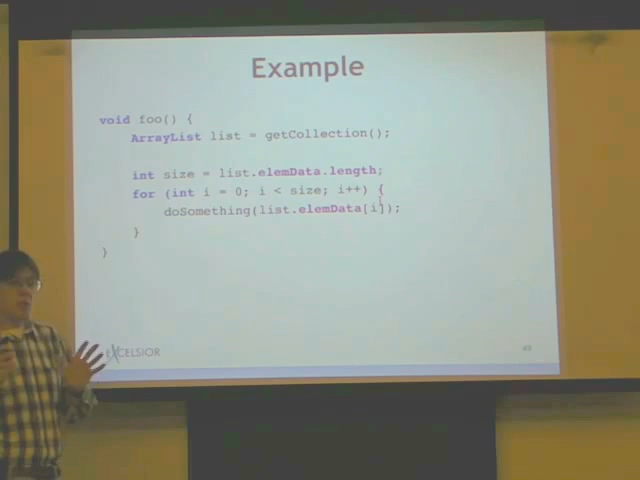 Example
void foo() {
ArrayList list = getCollection();
int size = list.elemData.length;
for (int i = 0; i < size; i++) {
doSomething(list.elemData[i]);
}
}
EXCELSIOR